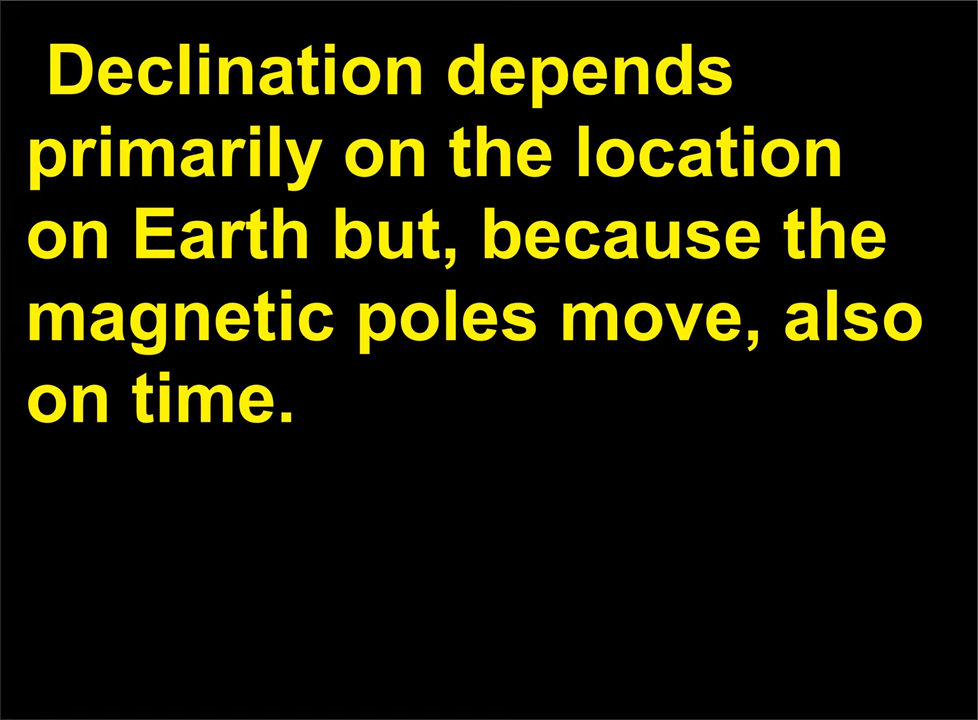 Declination depends
primarily on the location
on Earth but, because the
magnetic poles move, also
on time.